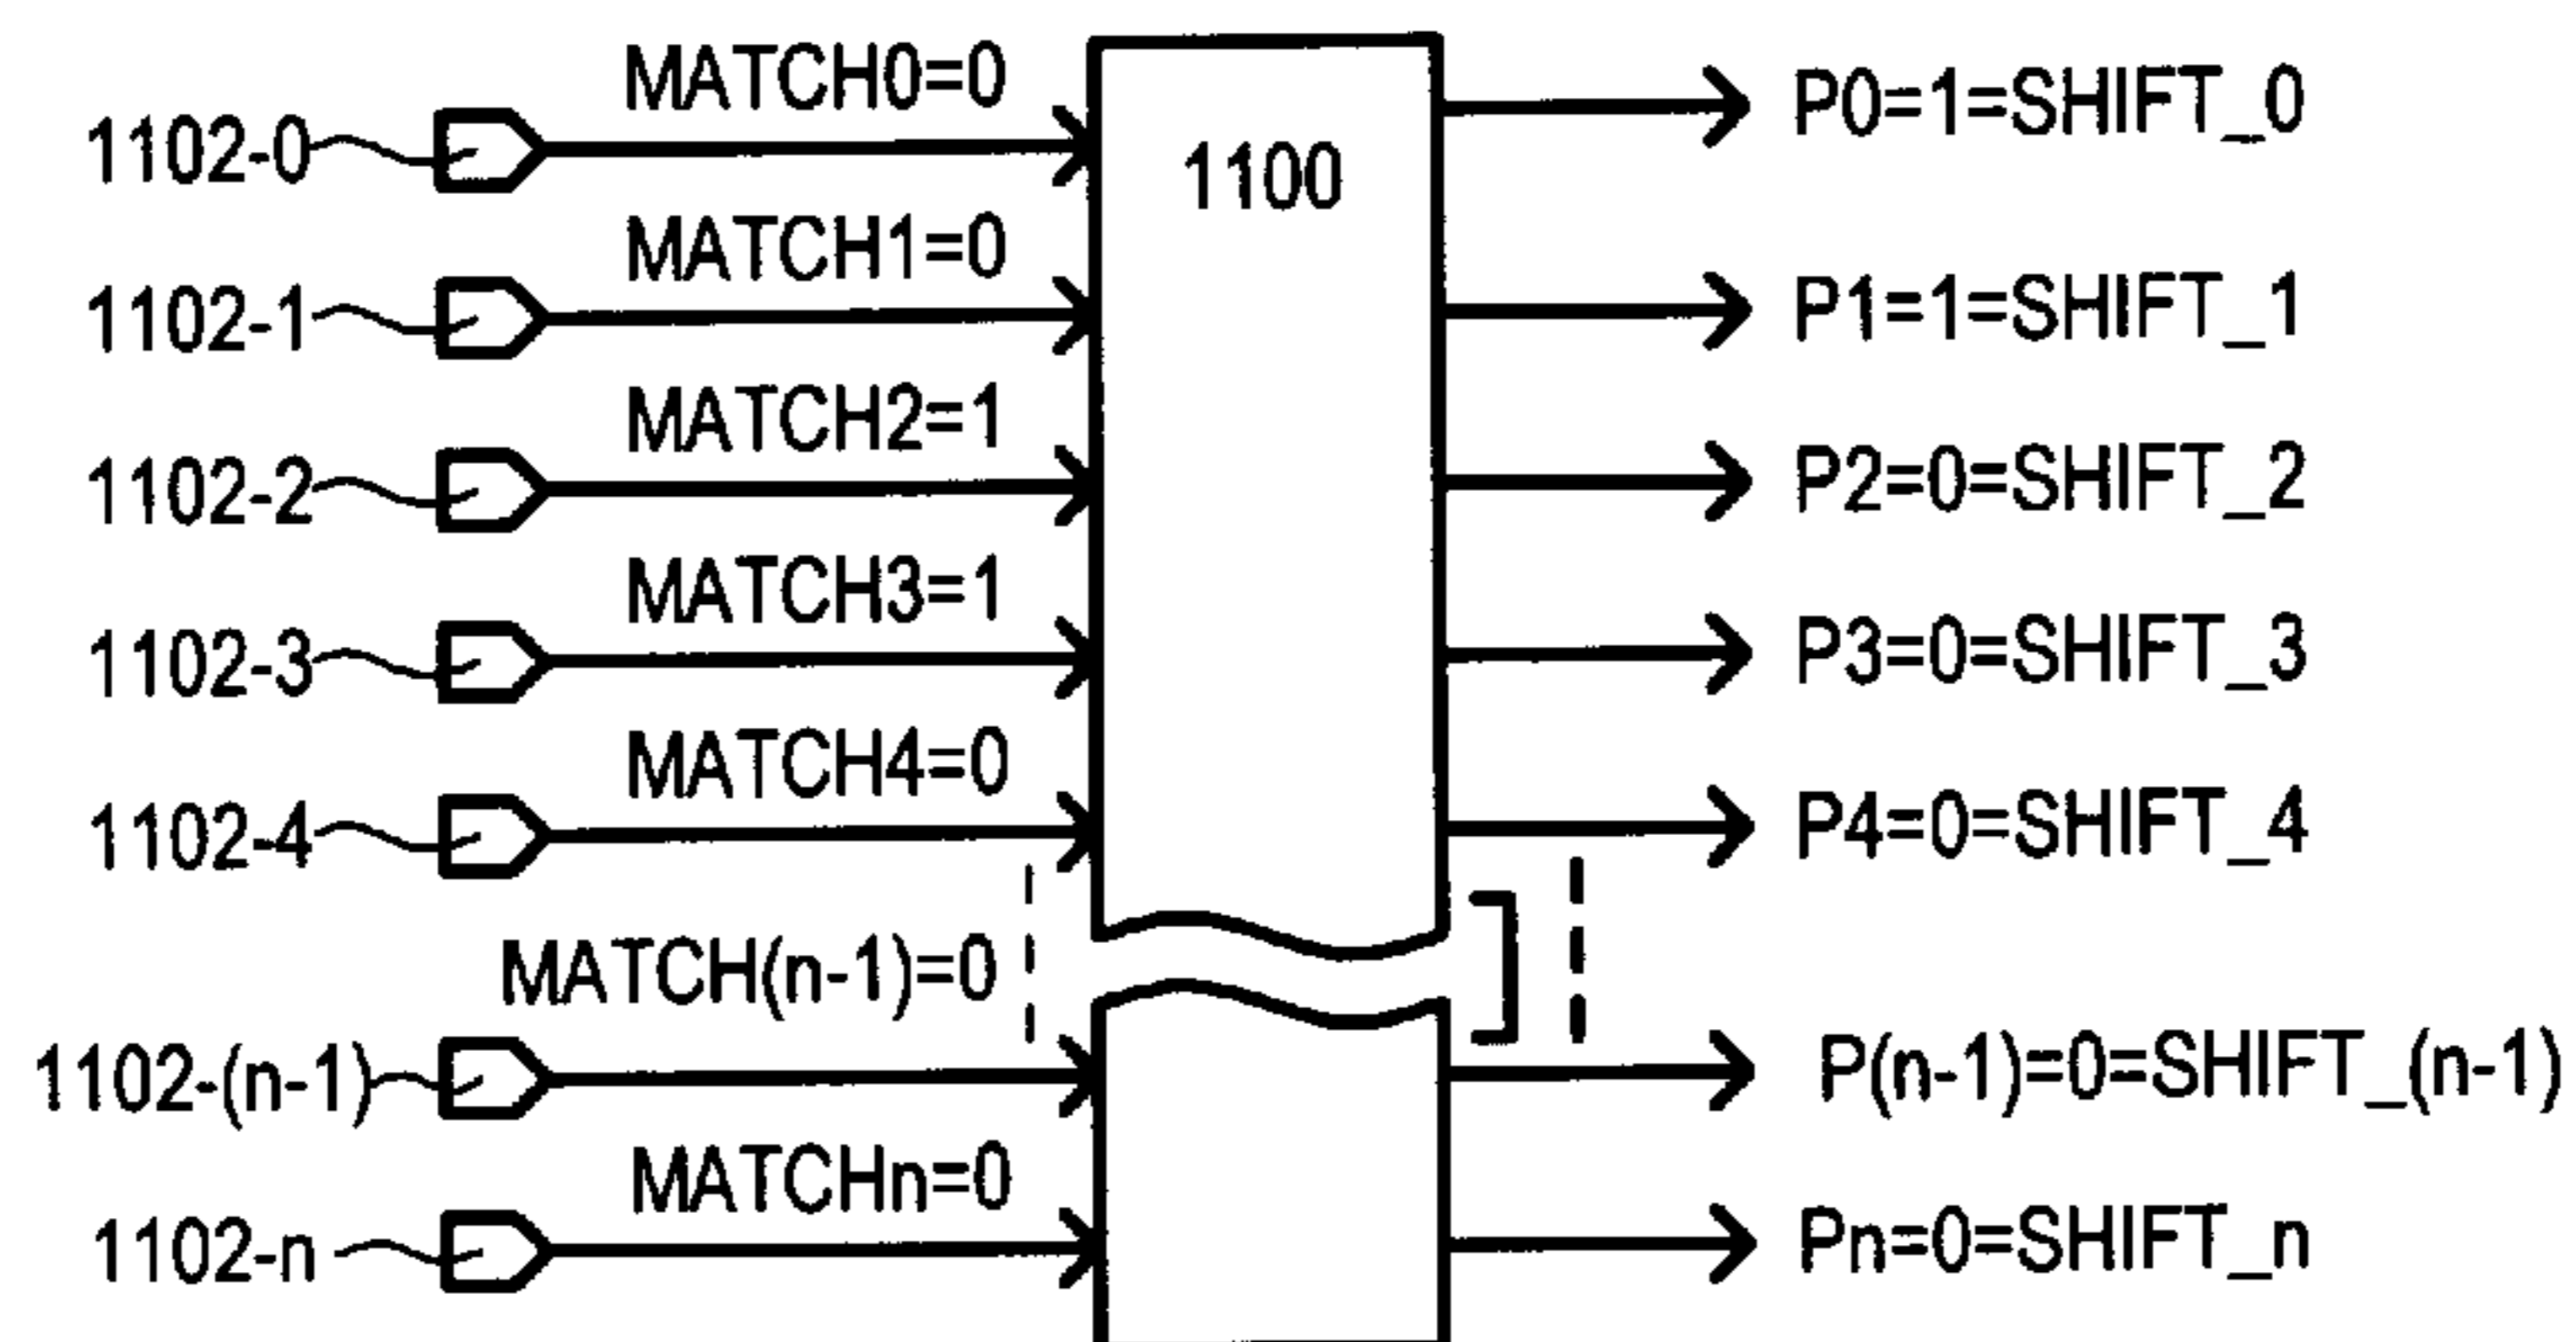 MATCH0=0
P0=1=SHIFT_0
1102-0
1100
MATCH1=0
P1=1=SHIFT_1
1102-1
MATCH2=1
P2=0=SHIFT_2
1102-2
MATCH3=1
P3=0=SHIFT_3
1102-3
MATCH4=0
P4=0=SHIFT_4
1102-4
MATCH(n-1)=0
P(n-1)=0=SHIFT_(n-1)
1102-(n-1)
MATCHn=0
Pn=0=SHIFT_n
1102-n